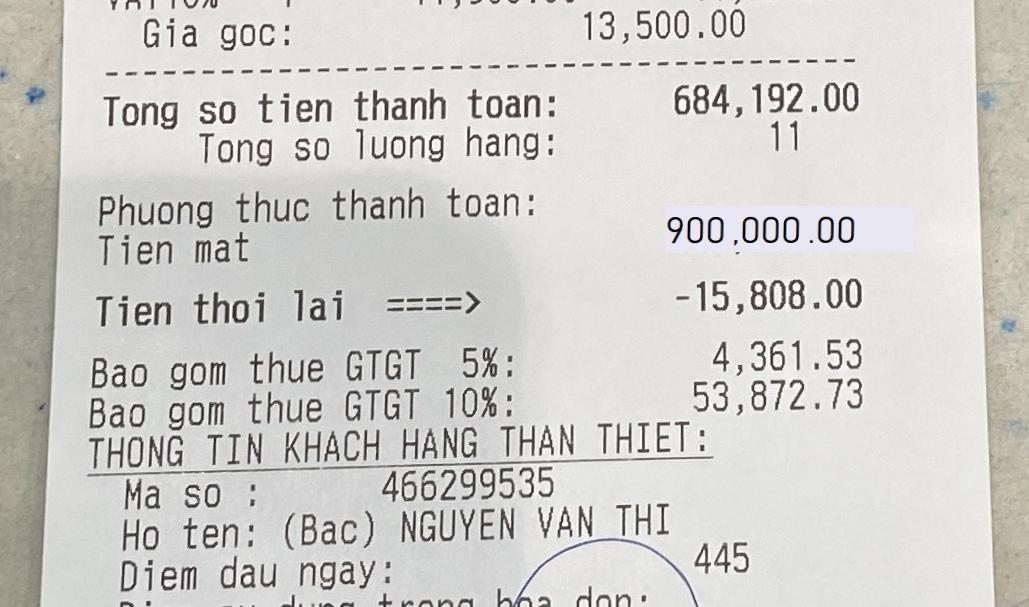 Gia goc: 13,500.00
Tong so tien thanh toan: 684,192.00
Tong so luong hang: 11
Phuong thuc thanh toan:
Tien mat 900,000.00
Tien thoi lai ====> -15,808.00
Bao gom thue GTGT 5%: 4,361.53
Bao gom thue GTGT 10%: 53,872.73
THONG TIN KHACH HANG THAN THIET:
Ma so : 466299535
Ho ten: (Bac) NGUYEN VAN THI
Diem dau ngay: 445
trong hoa don: